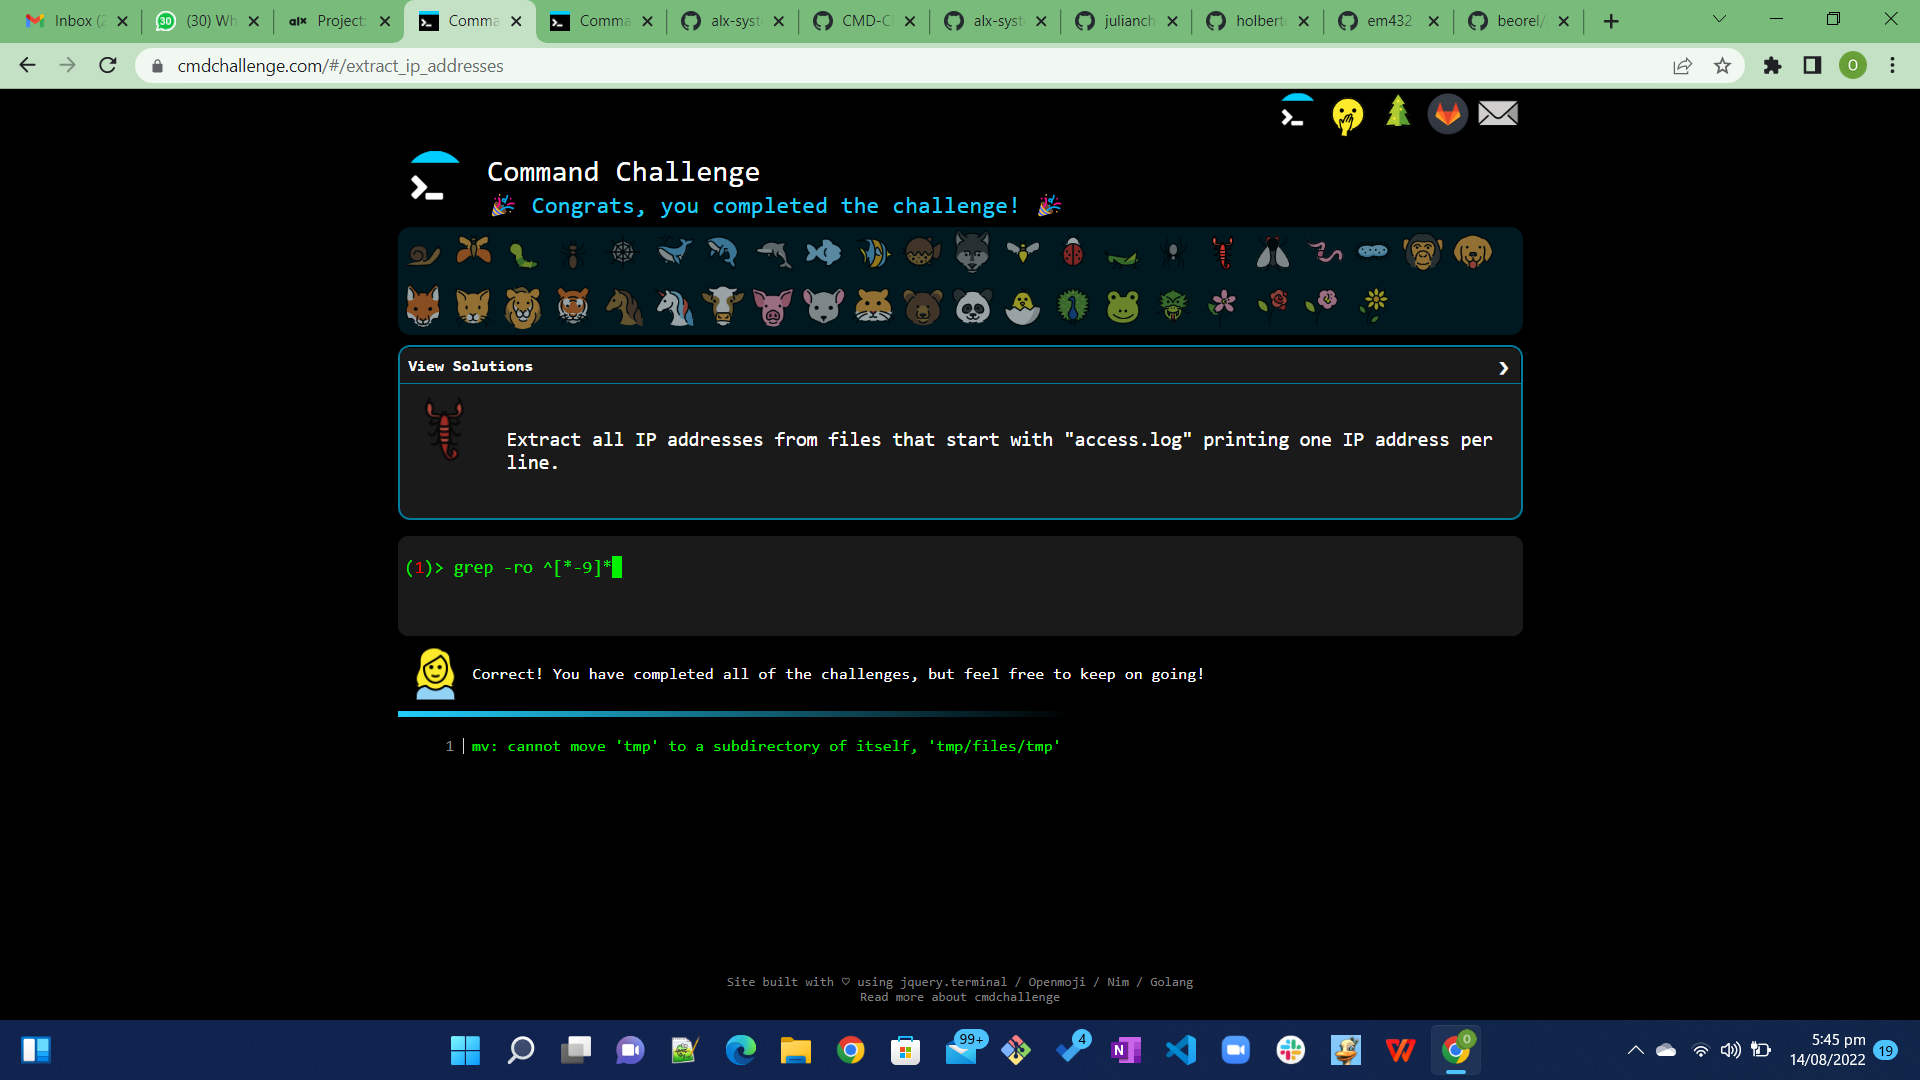 Inbox (2
(30) Wh
alx Project:
Comma
Comma
alx-syst
CMD-C
alx-syst
julianch
holberto
em432
beorel/
cmdchallenge.com/#/extract_ip_addresses
O
Command Challenge
Congrats, you completed the challenge!
View Solutions
Extract all IP addresses from files that start with "access.log" printing one IP address per
line.
(1)> grep -ro ^[*-9]*
Correct! You have completed all of the challenges, but feel free to keep on going!
1 mv: cannot move 'tmp' to a subdirectory of itself, 'tmp/files/tmp'
Site built with ♡ using jquery.terminal / Openmoji / Nim / Golang
Read more about cmdchallenge
99+
4
0
5:45 pm
14/08/2022
19